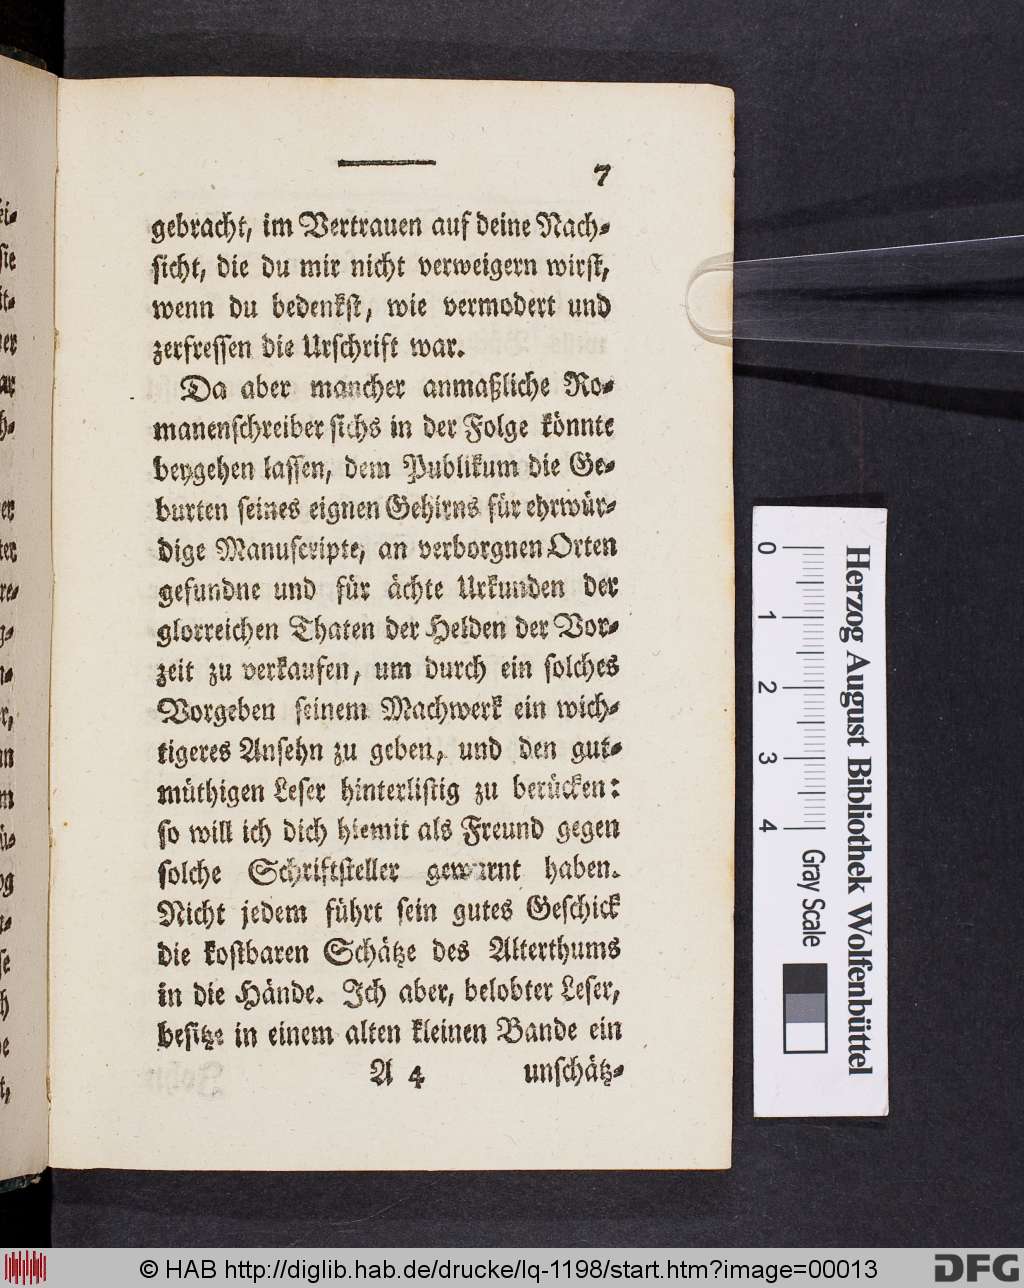 7
gebracht, im Vertrauen auf deine Nach-
sicht, die du mir nicht verweigern wirst,
wenn du bedenkst, wie vermodert und
zerfressen die Urschrift war.
Da aber mancher anmaßliche Ro-
manenschreiber sichs in der Folge könnte
beygehen lassen, dem Publikum die Ge-
burten seines eignen Gehirns für ehrwür-
dige Manuscripte, an verborgnen Orten
gefundne und für ächte Urkunden der
glorreichen Thaten der Helden der Vor-
zeit zu verkaufen, um durch ein solches
Vorgeben seinem Machwerk ein wich-
tigeres Ansehn zu geben, und den gut-
müthigen Leser hinterlistig zu berücken:
so will ich dich hiemit als Freund gegen
solche Schriftsteller gewarnt haben.
Nicht jedem führt sein gutes Geschick
die kostbaren Schätze des Alterthums
in die Hände. Ich aber, belobter Leser,
besitze in einem alten kleinen Bande ein
A 4 unschätz-
0 1 2 3 4 Gray Scale
Herzog August Bibliothek Wolfenbüttel
© HAB http://diglib.hab.de/drucke/lq-1198/start.htm?image=00013
DFG